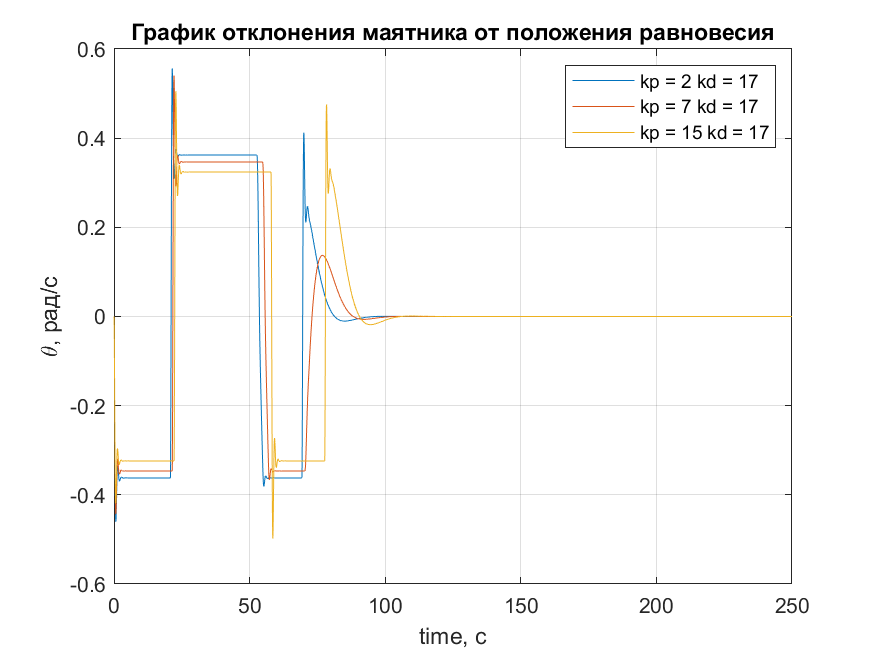 График отклонения маятника от положения равновесия
kp = 2 kd = 17
kp = 7 kd = 17
kp = 15 kd = 17
θ, рад/с
0.6
0.4
0.2
0
-0.2
-0.4
-0.6
0 50 100 150 200 250
time, с